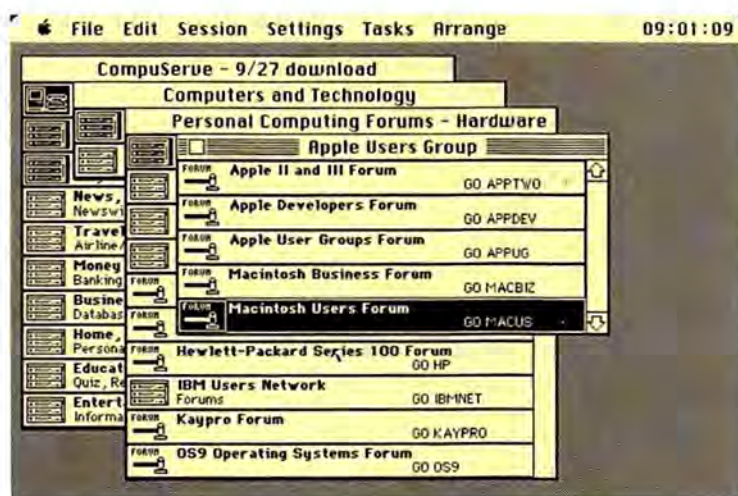 File Edit Session Settings Tasks Arrange 09:01:09
CompuServe - 9/27 download
Computers and Technology
Personal Computing Forums - Hardware
Apple Users Group
FORUM Apple II and III Forum
GO APPTWO
FORUM Apple Developers Forum
GO APPDEV
FORUM Apple User Groups Forum
GO APPUG
FORUM Macintosh Business Forum
GO MACBIZ
FORUM Macintosh Users Forum
GO MACUS
News,
Newswi
Travel
Airline/
Money
Banking
Busine
Databas
Home,
Persona
Educat
Quiz, Re
Entert
Informa
FORUM
FORUM
FORUM Hewlett-Packard Series 100 Forum
GO HP
IBM Users Network
Forums GO IBMNET
FORUM Kaypro Forum
GO KAYPRO
FORUM OS9 Operating Systems Forum
GO OS9